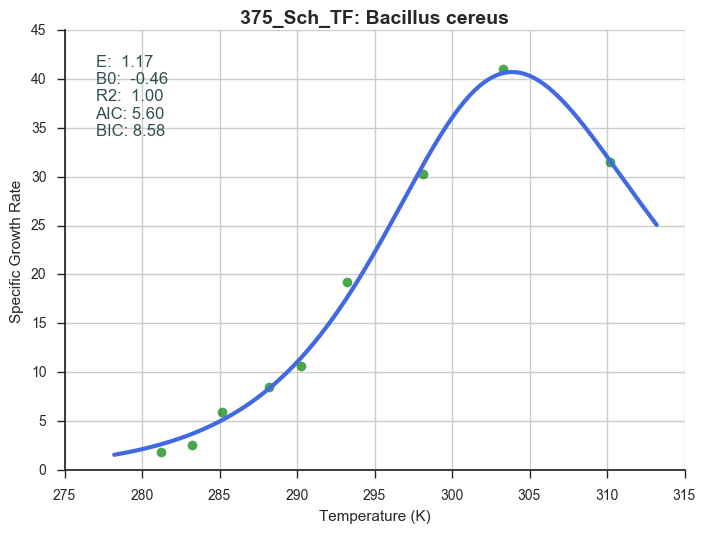 375_Sch_TF: Bacillus cereus
E: 1.17
B0: -0.46
R2: 1.00
AIC: 5.60
BIC: 8.58
45
40
35
30
25
20
15
10
5
0
Specific Growth Rate
275 280 285 290 295 300 305 310 315
Temperature (K)